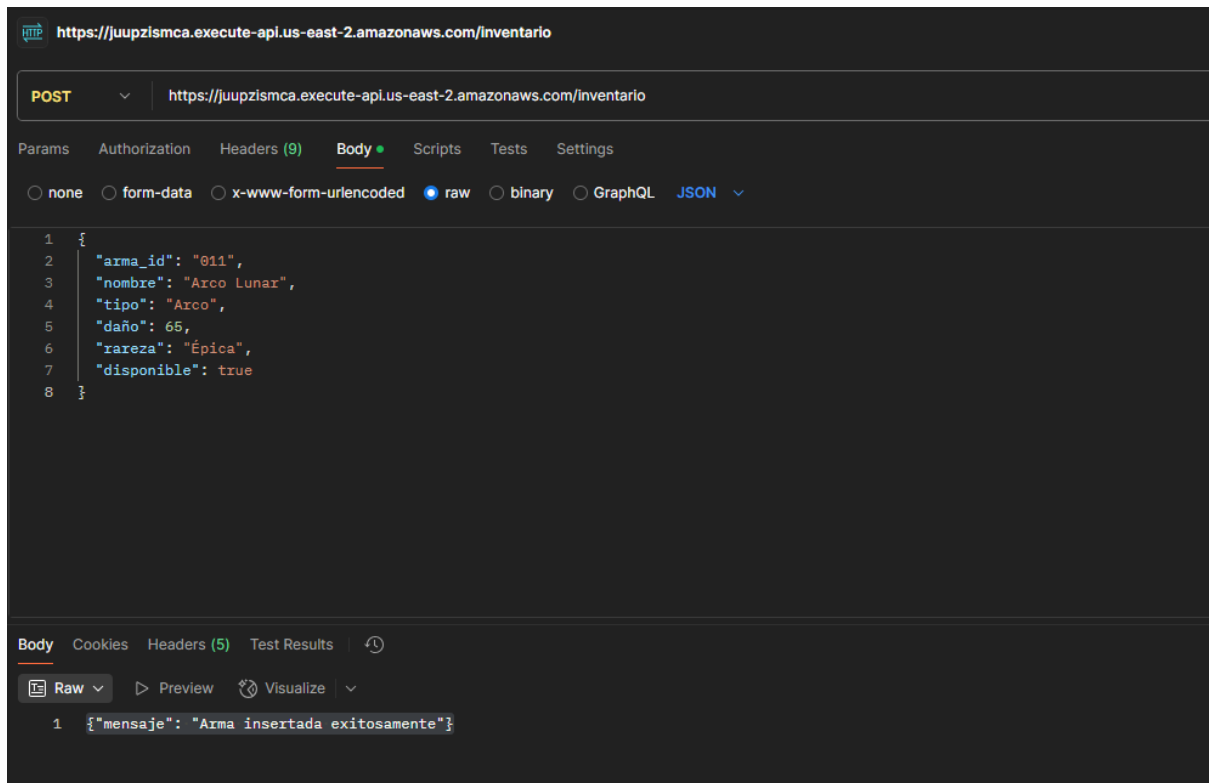 HTTP https://juupzismca.execute-api.us-east-2.amazonaws.com/inventario
POST https://juupzismca.execute-api.us-east-2.amazonaws.com/inventario
Params Authorization Headers (9) Body Scripts Tests Settings
none form-data x-www-form-urlencoded raw binary GraphQL JSON
1 {
2 "arma_id": "011",
3 "nombre": "Arco Lunar",
4 "tipo": "Arco",
5 "daño": 65,
6 "rareza": "Épica",
7 "disponible": true
8 }
Body Cookies Headers (5) Test Results
Raw Preview Visualize
1 {"mensaje": "Arma insertada exitosamente"}